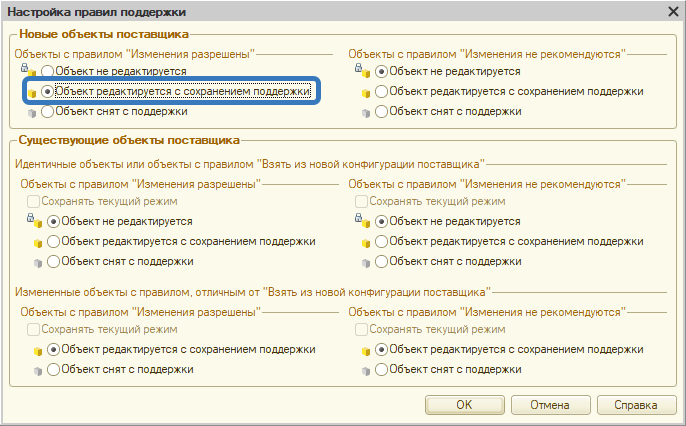 Настройка правил поддержки
Новые объекты поставщика
Объекты с правилом "Изменения разрешены"
Объект не редактируется
Объект редактируется с сохранением поддержки
Объект снят с поддержки
Объекты с правилом "Изменения не рекомендуются"
Объект не редактируется
Объект редактируется с сохранением поддержки
Объект снят с поддержки
Существующие объекты поставщика
Идентичные объекты или объекты с правилом "Взять из новой конфигурации поставщика"
Объекты с правилом "Изменения разрешены"
Сохранять текущий режим
Объект не редактируется
Объект редактируется с сохранением поддержки
Объект снят с поддержки
Объекты с правилом "Изменения не рекомендуются"
Сохранять текущий режим
Объект не редактируется
Объект редактируется с сохранением поддержки
Объект снят с поддержки
Измененные объекты с правилом, отличным от "Взять из новой конфигурации поставщика"
Объекты с правилом "Изменения разрешены"
Сохранять текущий режим
Объект редактируется с сохранением поддержки
Объект снят с поддержки
Объекты с правилом "Изменения не рекомендуются"
Сохранять текущий режим
Объект редактируется с сохранением поддержки
Объект снят с поддержки
ОК
Отмена
Справка